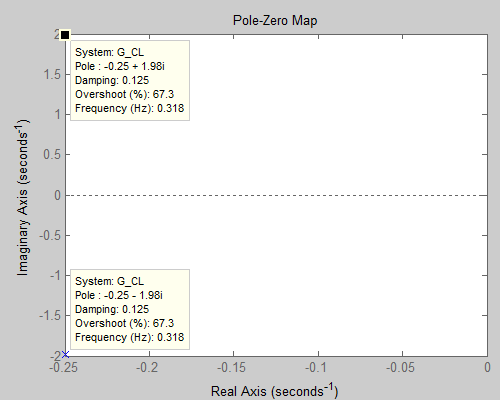 Pole-Zero Map
2
System: G_CL
Pole : -0.25 + 1.98i
Damping: 0.125
Overshoot (%): 67.3
Frequency (Hz): 0.318
1.5
1
0.5
0
-0.5
-1
-1.5
-2
Imaginary Axis (seconds-1)
System: G_CL
Pole : -0.25 - 1.98i
Damping: 0.125
Overshoot (%): 67.3
Frequency (Hz): 0.318
-0.25 -0.2 -0.15 -0.1 -0.05 0
Real Axis (seconds-1)